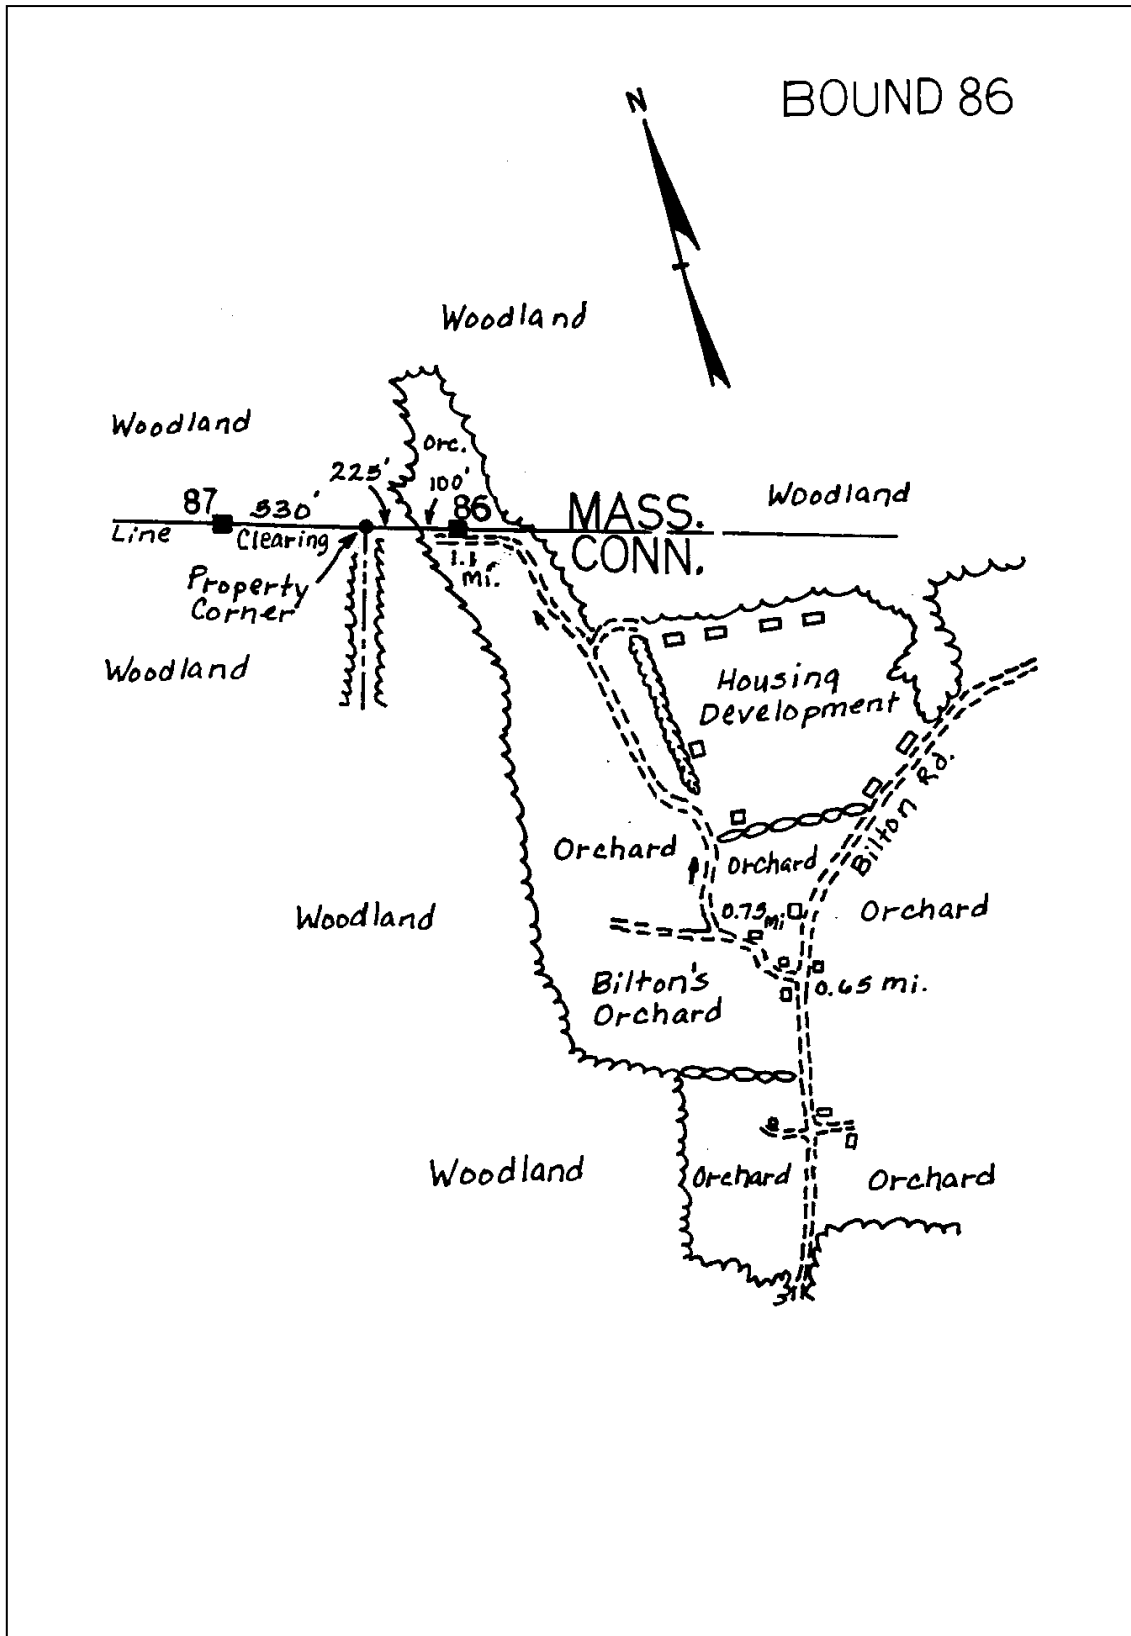 BOUND 86
N
Woodland
Woodland
Orc.
225'
100'
87
530'
86
MASS.
Woodland
Line
Clearing
CONN.
1.1
mi.
Property
Corner
Woodland
Housing
Development
Bilton Rd.
Orchard
Orchard
Woodland
0.75 mi
Orchard
Bilton's
Orchard
0.65 mi.
Woodland
Orchard
Orchard